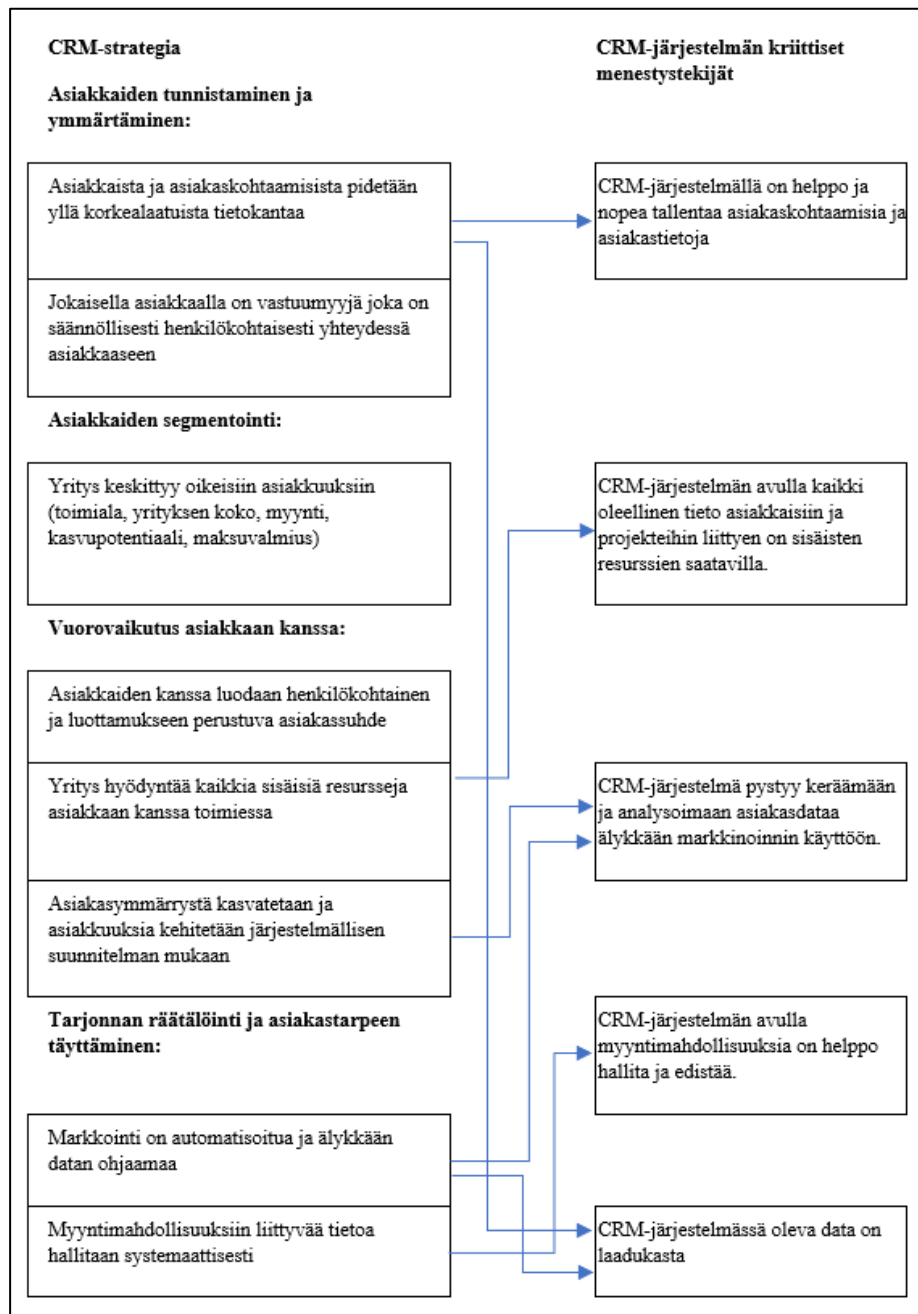 CRM-strategia
Asiakkaiden tunnistaminen ja
ymmärtäminen:
Asiakkaista ja asiakaskohtaamisista pidetään
yllä korkealaatuista tietokantaa
Jokaisella asiakkaalla on vastuumyyjä joka on
säännöllisesti henkilökohtaisesti yhteydessä
asiakkaaseen
Asiakkaiden segmentointi:
Yritys keskittyy oikeisiin asiakkuuksiin
(toimiala, yrityksen koko, myynti,
kasvupotentiaali, maksuvalmius)
Vuorovaikutus asiakkaan kanssa:
Asiakkaiden kanssa luodaan henkilökohtainen
ja luottamukseen perustuva asiakassuhde
Yritys hyödyntää kaikkia sisäisiä resursseja
asiakkaan kanssa toimiessa
Asiakasymmärrystä kasvatetaan ja
asiakkuuksia kehitetään järjestelmällisen
suunnitelman mukaan
Tarjonnan räätälöinti ja asiakastarpeen
täyttäminen:
Markkointi on automatisoitua ja älykkään
datan ohjaamaa
Myyntimahdollisuuksiin liittyvää tietoa
hallitaan systemaattisesti
CRM-järjestelmän kriittiset
menestystekijät
CRM-järjestelmällä on helppo ja
nopea tallentaa asiakaskohtaamisia ja
asiakastietoja
CRM-järjestelmän avulla kaikki
oleellinen tieto asiakkaisiin ja
projekteihin liittyen on sisäisten
resurssien saatavilla.
CRM-järjestelmä pystyy keräämään
ja analysoimaan asiakasdataa
älykkään markkinoinnin käyttöön.
CRM-järjestelmän avulla
myyntimahdollisuuksia on helppo
hallita ja edistää.
CRM-järjestelmässä oleva data on
laadukasta